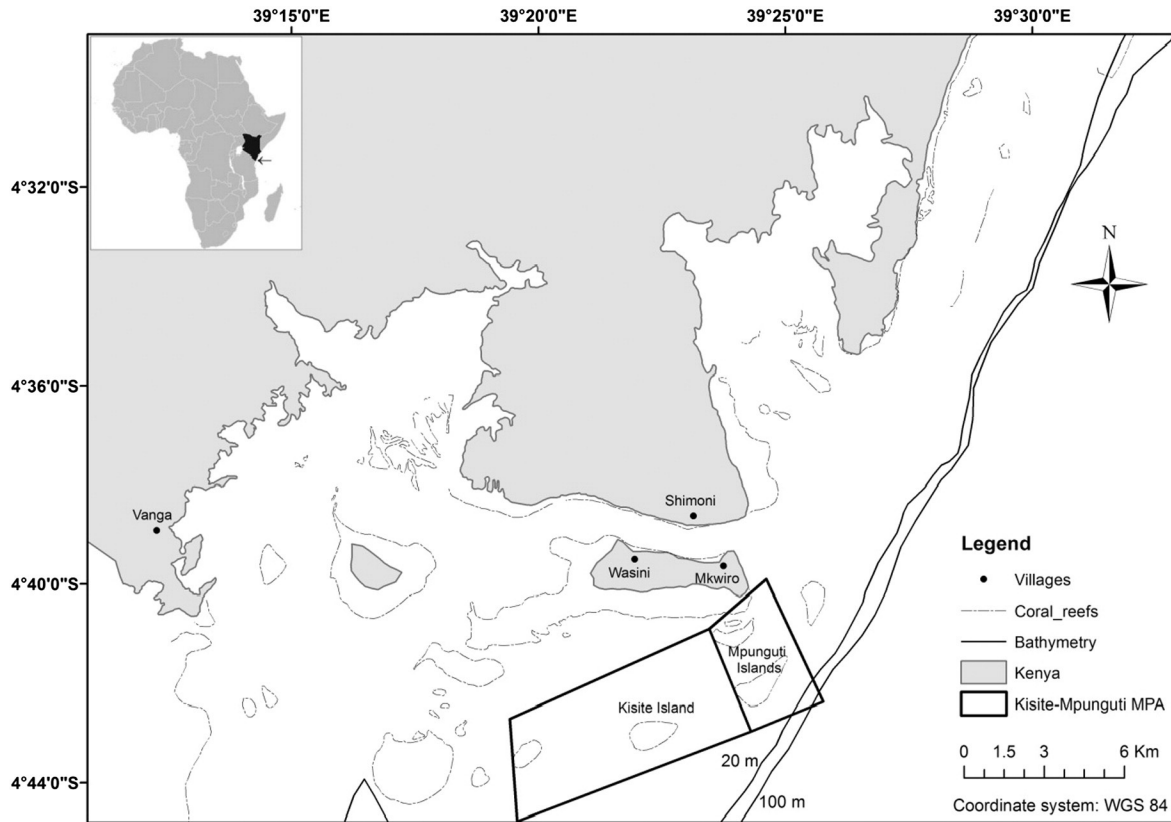 39°15'0"E
39°20'0"E
39°25'0"E
39°30'0"E
4°32'0"S
4°36'0"S
4°40'0"S
4°44'0"S
N
Vanga
Shimoni
Wasini
Mkwiro
Mpunguti
Islands
Kisite Island
20 m
100 m
Legend
Villages
Coral_reefs
Bathymetry
Kenya
Kisite-Mpunguti MPA
0 1.5 3 6 Km
Coordinate system: WGS 84